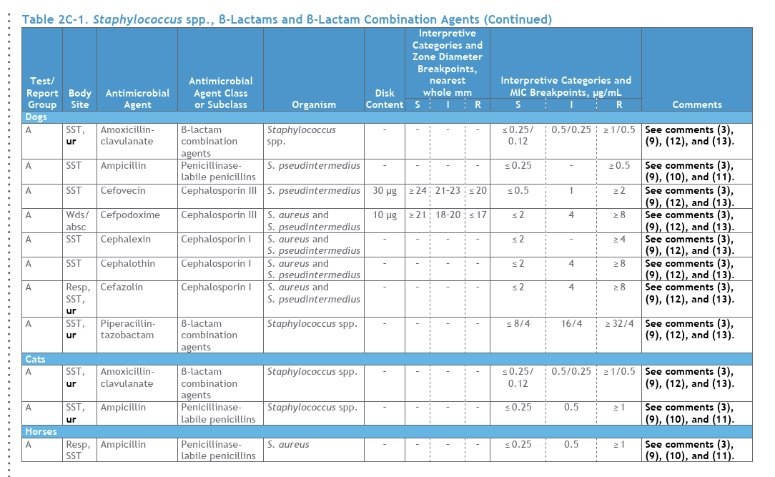 Table 2C-1. Staphylococcus spp., β-Lactams and β-Lactam Combination Agents (Continued)
Test/Report Group | Body Site | Antimicrobial Agent | Antimicrobial Agent Class or Subclass | Organism | Disk Content | Interpretive Categories and Zone Diameter Breakpoints, nearest whole mm S | I | R | Interpretive Categories and MIC Breakpoints, µg/mL S | I | R | Comments
Dogs
A | SST, ur | Amoxicillin-clavulanate | β-lactam combination agents | Staphylococcus spp. | - | - | - | - | ≤ 0.25/0.12 | 0.5/0.25 | ≥ 1/0.5 | See comments (3), (9), (12), and (13).
A | SST | Ampicillin | Penicillinase-labile penicillins | S. pseudintermedius | - | - | - | - | ≤ 0.25 | - | ≥ 0.5 | See comments (3), (9), (10), and (11).
A | SST | Cefovecin | Cephalosporin III | S. pseudintermedius | 30 µg | ≥ 24 | 21-23 | ≤ 20 | ≤ 0.5 | 1 | ≥ 2 | See comments (3), (9), (12), and (13).
A | Wds/absc | Cefpodoxime | Cephalosporin III | S. aureus and S. pseudintermedius | 10 µg | ≥ 21 | 18-20 | ≤ 17 | ≤ 2 | 4 | ≥ 8 | See comments (3), (9), (12), and (13).
A | SST | Cephalexin | Cephalosporin I | S. aureus and S. pseudintermedius | - | - | - | - | ≤ 2 | - | ≥ 4 | See comments (3), (9), (12), and (13).
A | SST | Cephalothin | Cephalosporin I | S. aureus and S. pseudintermedius | - | - | - | - | ≤ 2 | 4 | ≥ 8 | See comments (3), (9), (12), and (13).
A | Resp, SST, ur | Cefazolin | Cephalosporin I | S. aureus and S. pseudintermedius | - | - | - | - | ≤ 2 | 4 | ≥ 8 | See comments (3), (9), (12), and (13).
A | SST, ur | Piperacillin-tazobactam | β-lactam combination agents | Staphylococcus spp. | - | - | - | - | ≤ 8/4 | 16/4 | ≥ 32/4 | See comments (3), (9), (12), and (13).
Cats
A | SST, ur | Amoxicillin-clavulanate | β-lactam combination agents | Staphylococcus spp. | - | - | - | - | ≤ 0.25/0.12 | 0.5/0.25 | ≥ 1/0.5 | See comments (3), (9), (12), and (13).
A | SST, ur | Ampicillin | Penicillinase-labile penicillins | Staphylococcus spp. | - | - | - | - | ≤ 0.25 | 0.5 | ≥ 1 | See comments (3), (9), (10), and (11).
Horses
A | Resp, SST | Ampicillin | Penicillinase-labile penicillins | S. aureus | - | - | - | - | ≤ 0.25 | 0.5 | ≥ 1 | See comments (3), (9), (10), and (11).